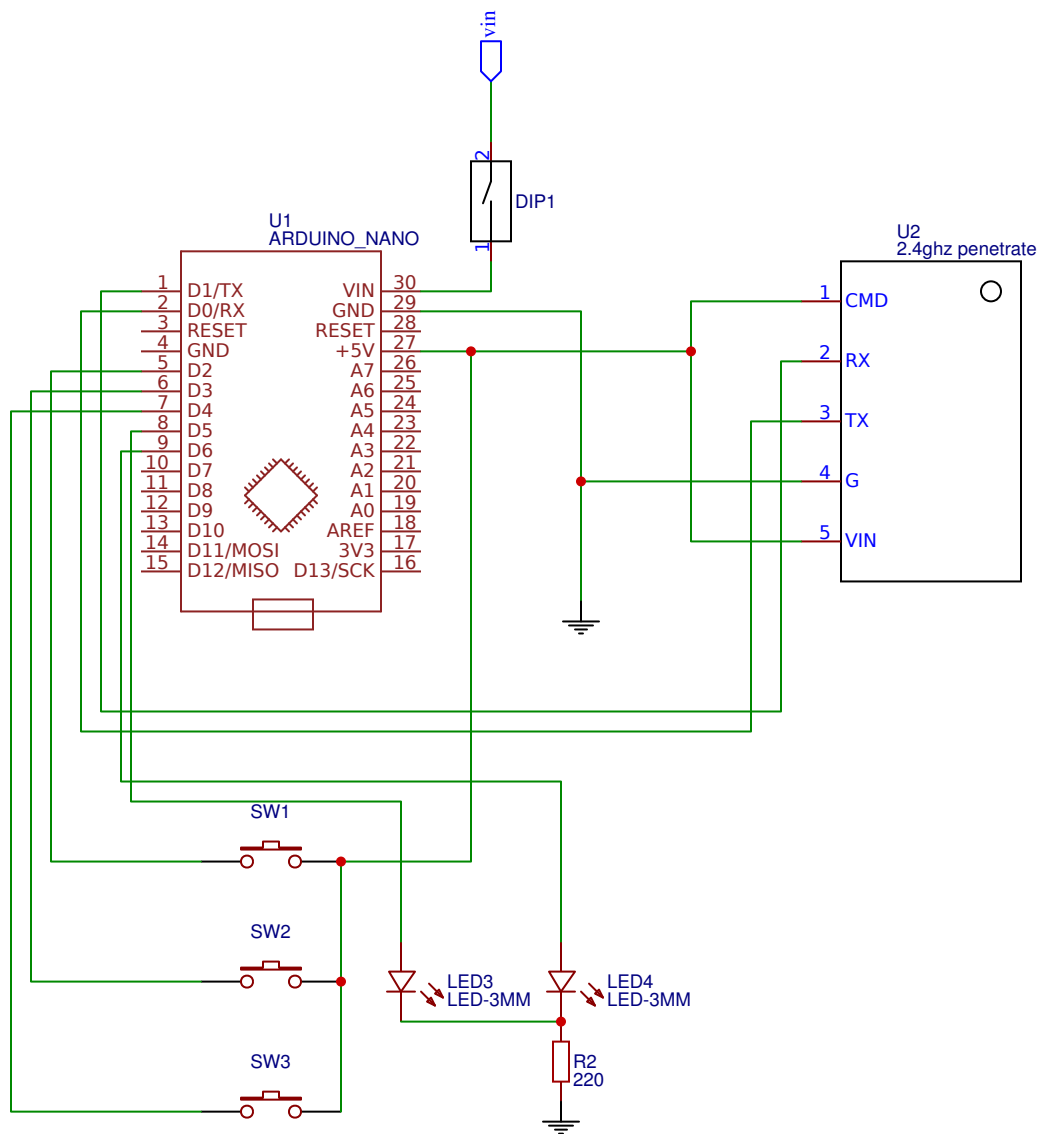 vin
2
DIP1
1
U1
ARDUINO_NANO
1 D1/TX VIN 30
2 D0/RX GND 29
3 RESET RESET 28
4 GND +5V 27
5 D2 A7 26
6 D3 A6 25
7 D4 A5 24
8 D5 A4 23
9 D6 A3 22
10 D7 A2 21
11 D8 A1 20
12 D9 A0 19
13 D10 AREF 18
14 D11/MOSI 3V3 17
15 D12/MISO D13/SCK 16
U2
2.4ghz penetrate
1 CMD
2 RX
3 TX
4 G
5 VIN
SW1
SW2
SW3
LED3
LED-3MM
LED4
LED-3MM
R2
220